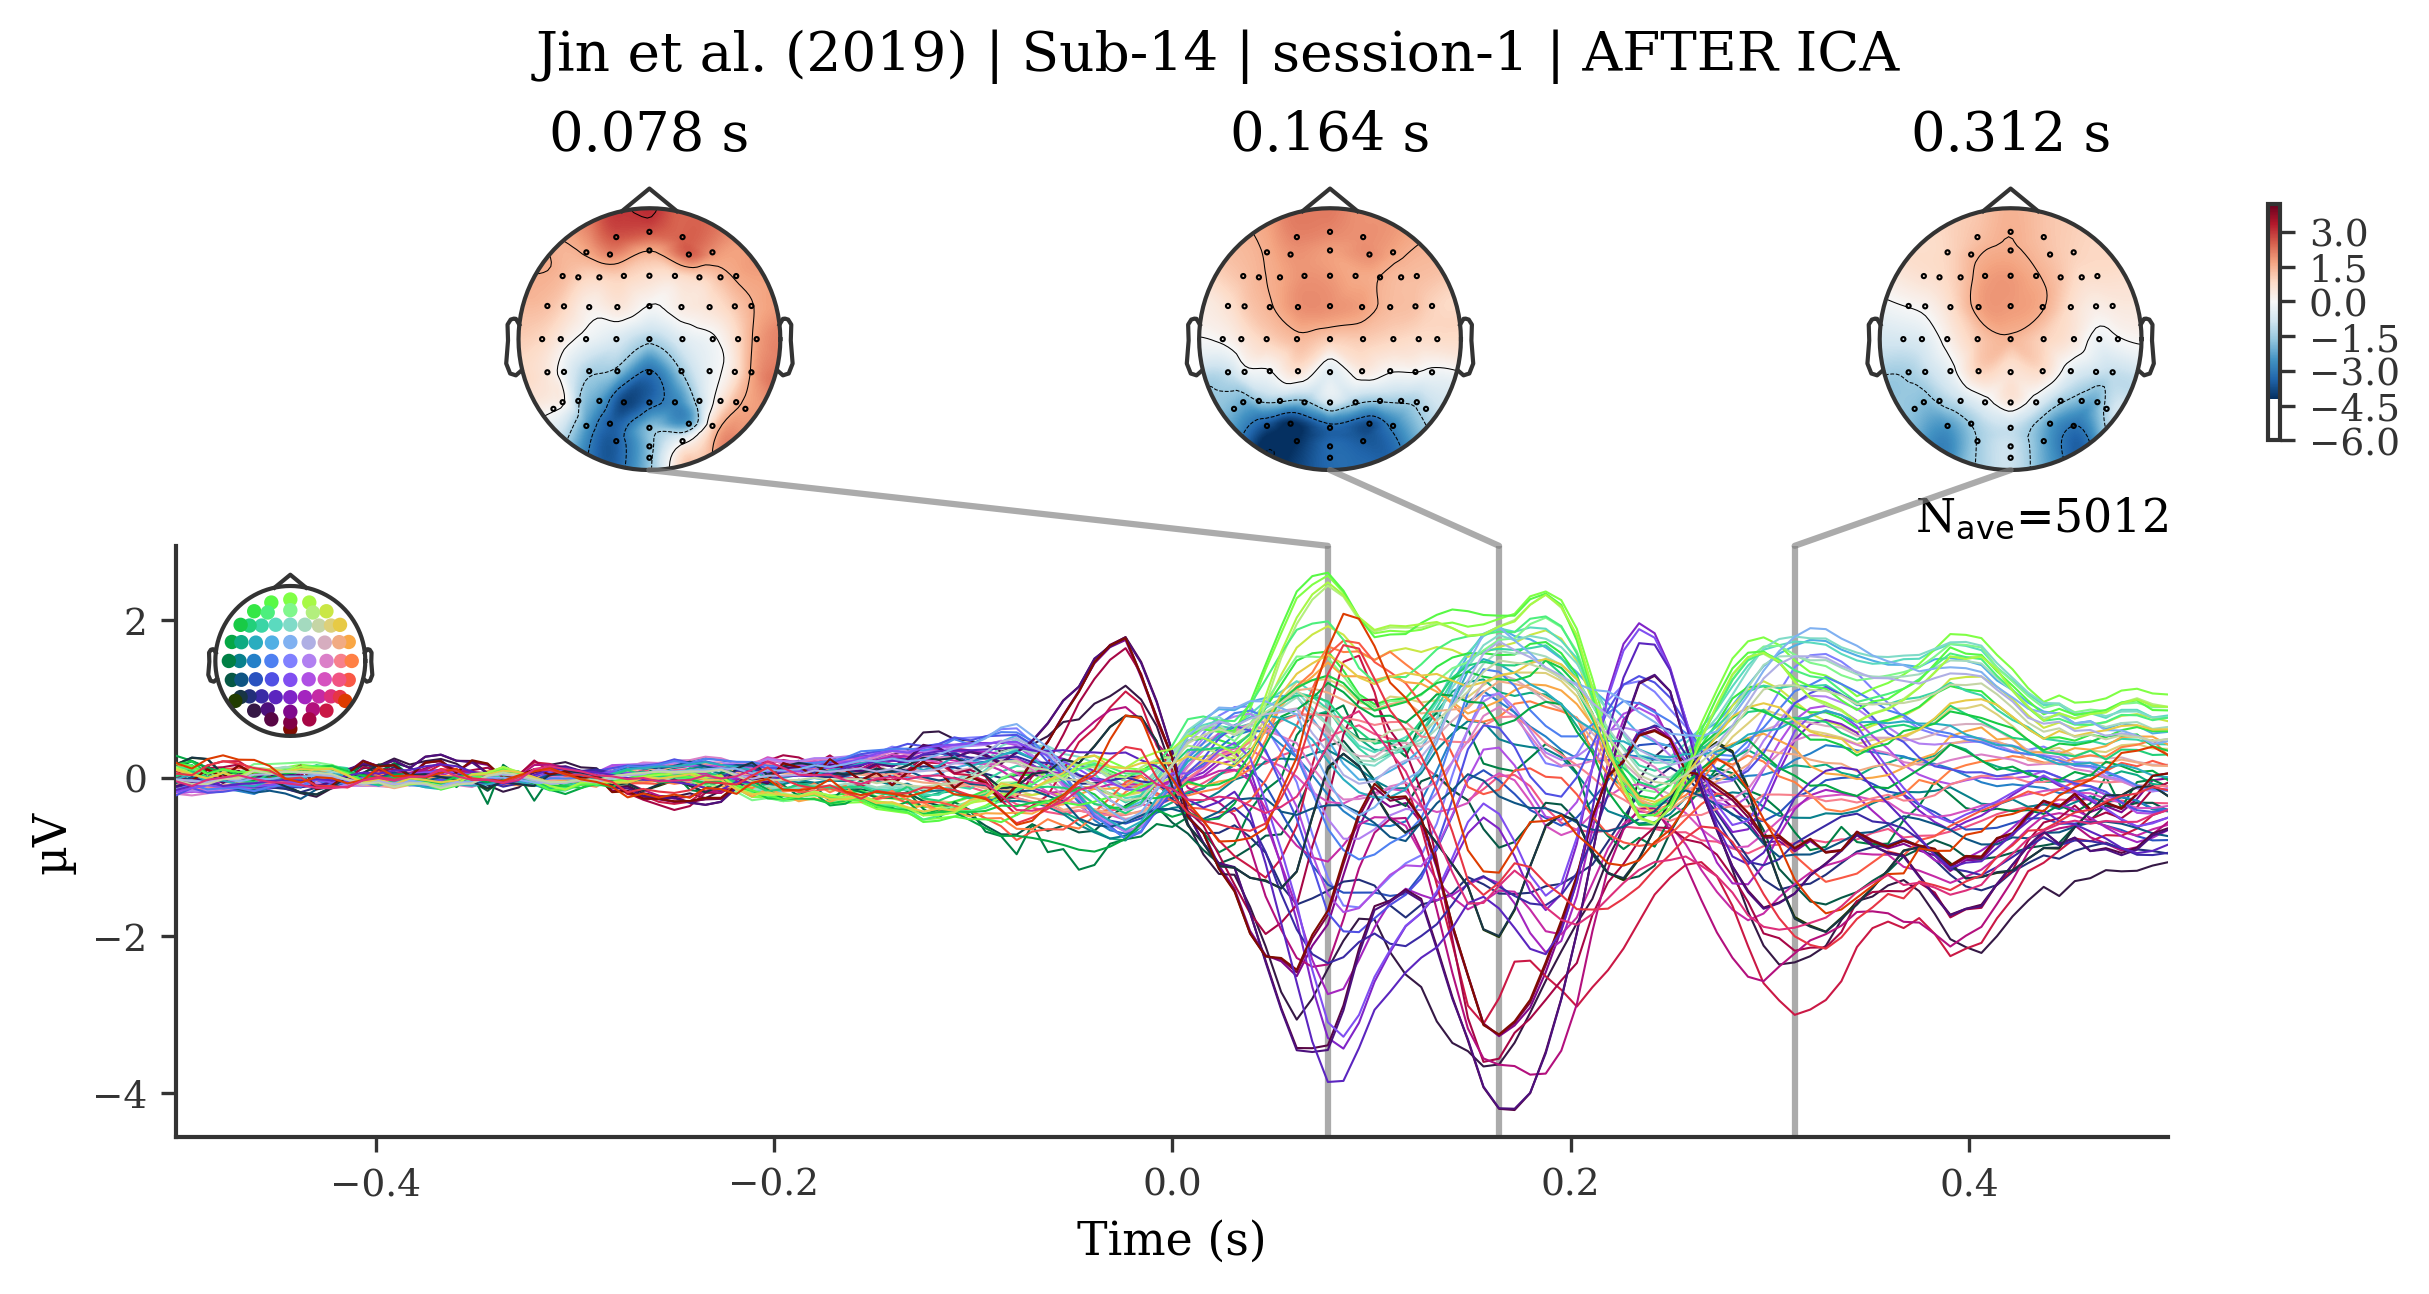 Jin et al. (2019) | Sub-14 | session-1 | AFTER ICA
0.078 s
0.164 s
0.312 s
3.0
1.5
0.0
−1.5
−3.0
−4.5
−6.0
Nave=5012
2
0
−2
−4
µV
−0.4
−0.2
0.0
0.2
0.4
Time (s)